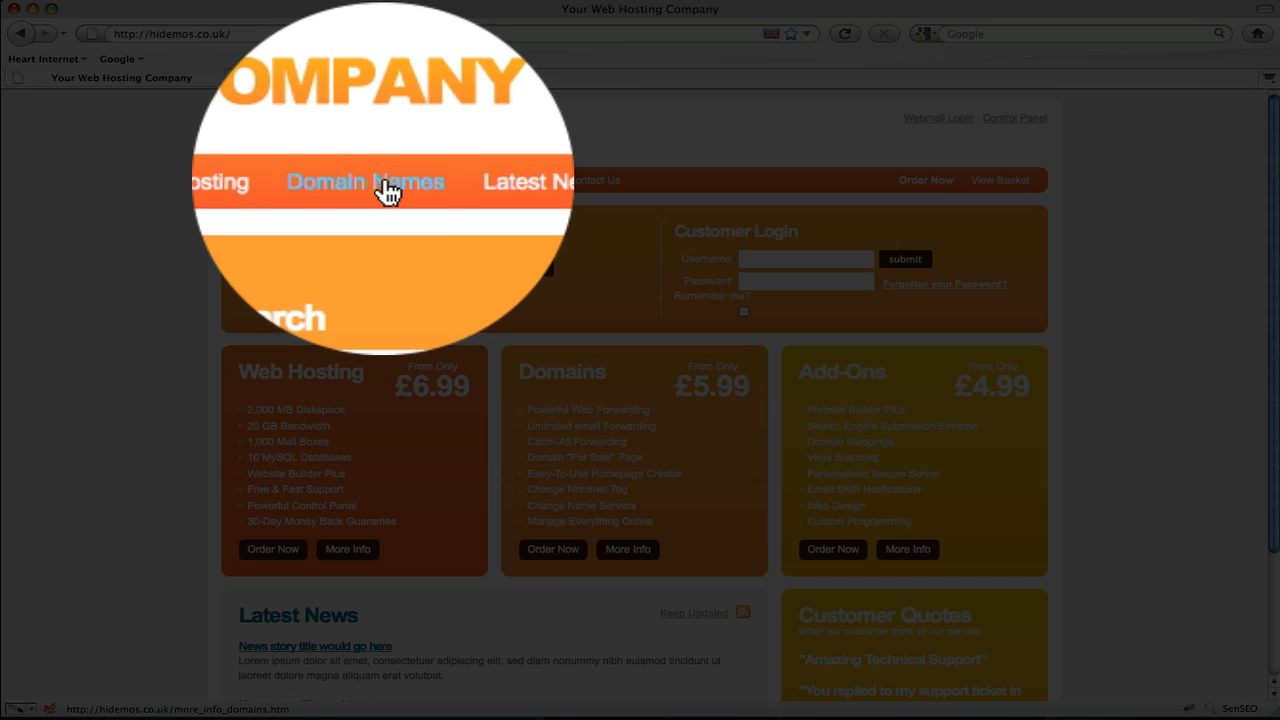 Your Web Hosting Company
http://hidemos.co.uk/
Google
Heart Internet
Google
Your Web Hosting Company
OMPANY
Webmail Login
Control Panel
osting
Domain Names
Latest Ne
ontact Us
Order Now
View Basket
arch
Customer Login
Username:
submit
Password:
Forgotten your Password?
Remember me?
Web Hosting
From Only
£6.99
2,000 MB Diskspace
20 GB Bandwidth
1,000 Mail Boxes
10 MySQL Databases
Website Builder Plus
Free & Fast Support
Powerful Control Panel
30-Day Money Back Guarantee
Order Now
More Info
Domains
From Only
£5.99
Powerful Web Forwarding
Unlimited email Forwarding
Catch-All Forwarding
Domain "For Sale" Page
Easy-To-Use Homepage Creator
Change Nominet Tag
Change Name Servers
Manage Everything Online
Order Now
More Info
Add-Ons
From Only
£4.99
Website Builder Plus
Search Engine Submission Extreme
Domain Mappings
Virus Scanning
Personalised Secure Server
Email SMS Notifications
Web Design
Custom Programming
Order Now
More Info
Latest News
Keep Updated
News story title would go here
Lorem ipsum dolor sit amet, consectetuer adipiscing elit, sed diam nonummy nibh euismod tincidunt ut
laoreet dolore magna aliquam erat volutpat.
Customer Quotes
What our customer think of our service
"Amazing Technical Support"
"You replied to my support ticket in
http://hidemos.co.uk/more_info_domains.htm
SenSEO